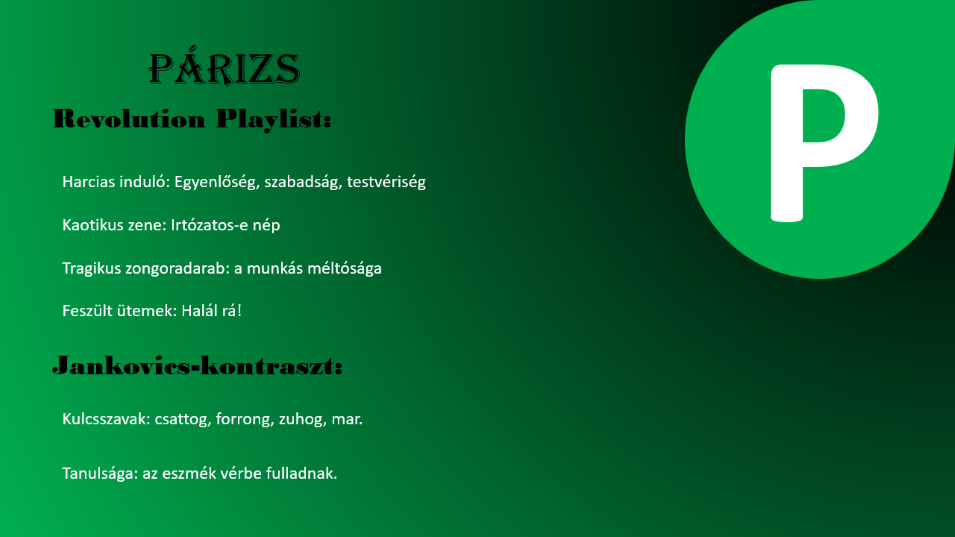 PÁRIZS
P
Revolution Playlist:
Harcias induló: Egyenlőség, szabadság, testvériség
Kaotikus zene: Irtózatos-e nép
Tragikus zongoradarab: a munkás méltósága
Feszült ütemek: Halál rá!
Jankovics-kontraszt:
Kulcsszavak: csattog, forrong, zuhog, mar.
Tanulsága: az eszmék vérbe fulladnak.